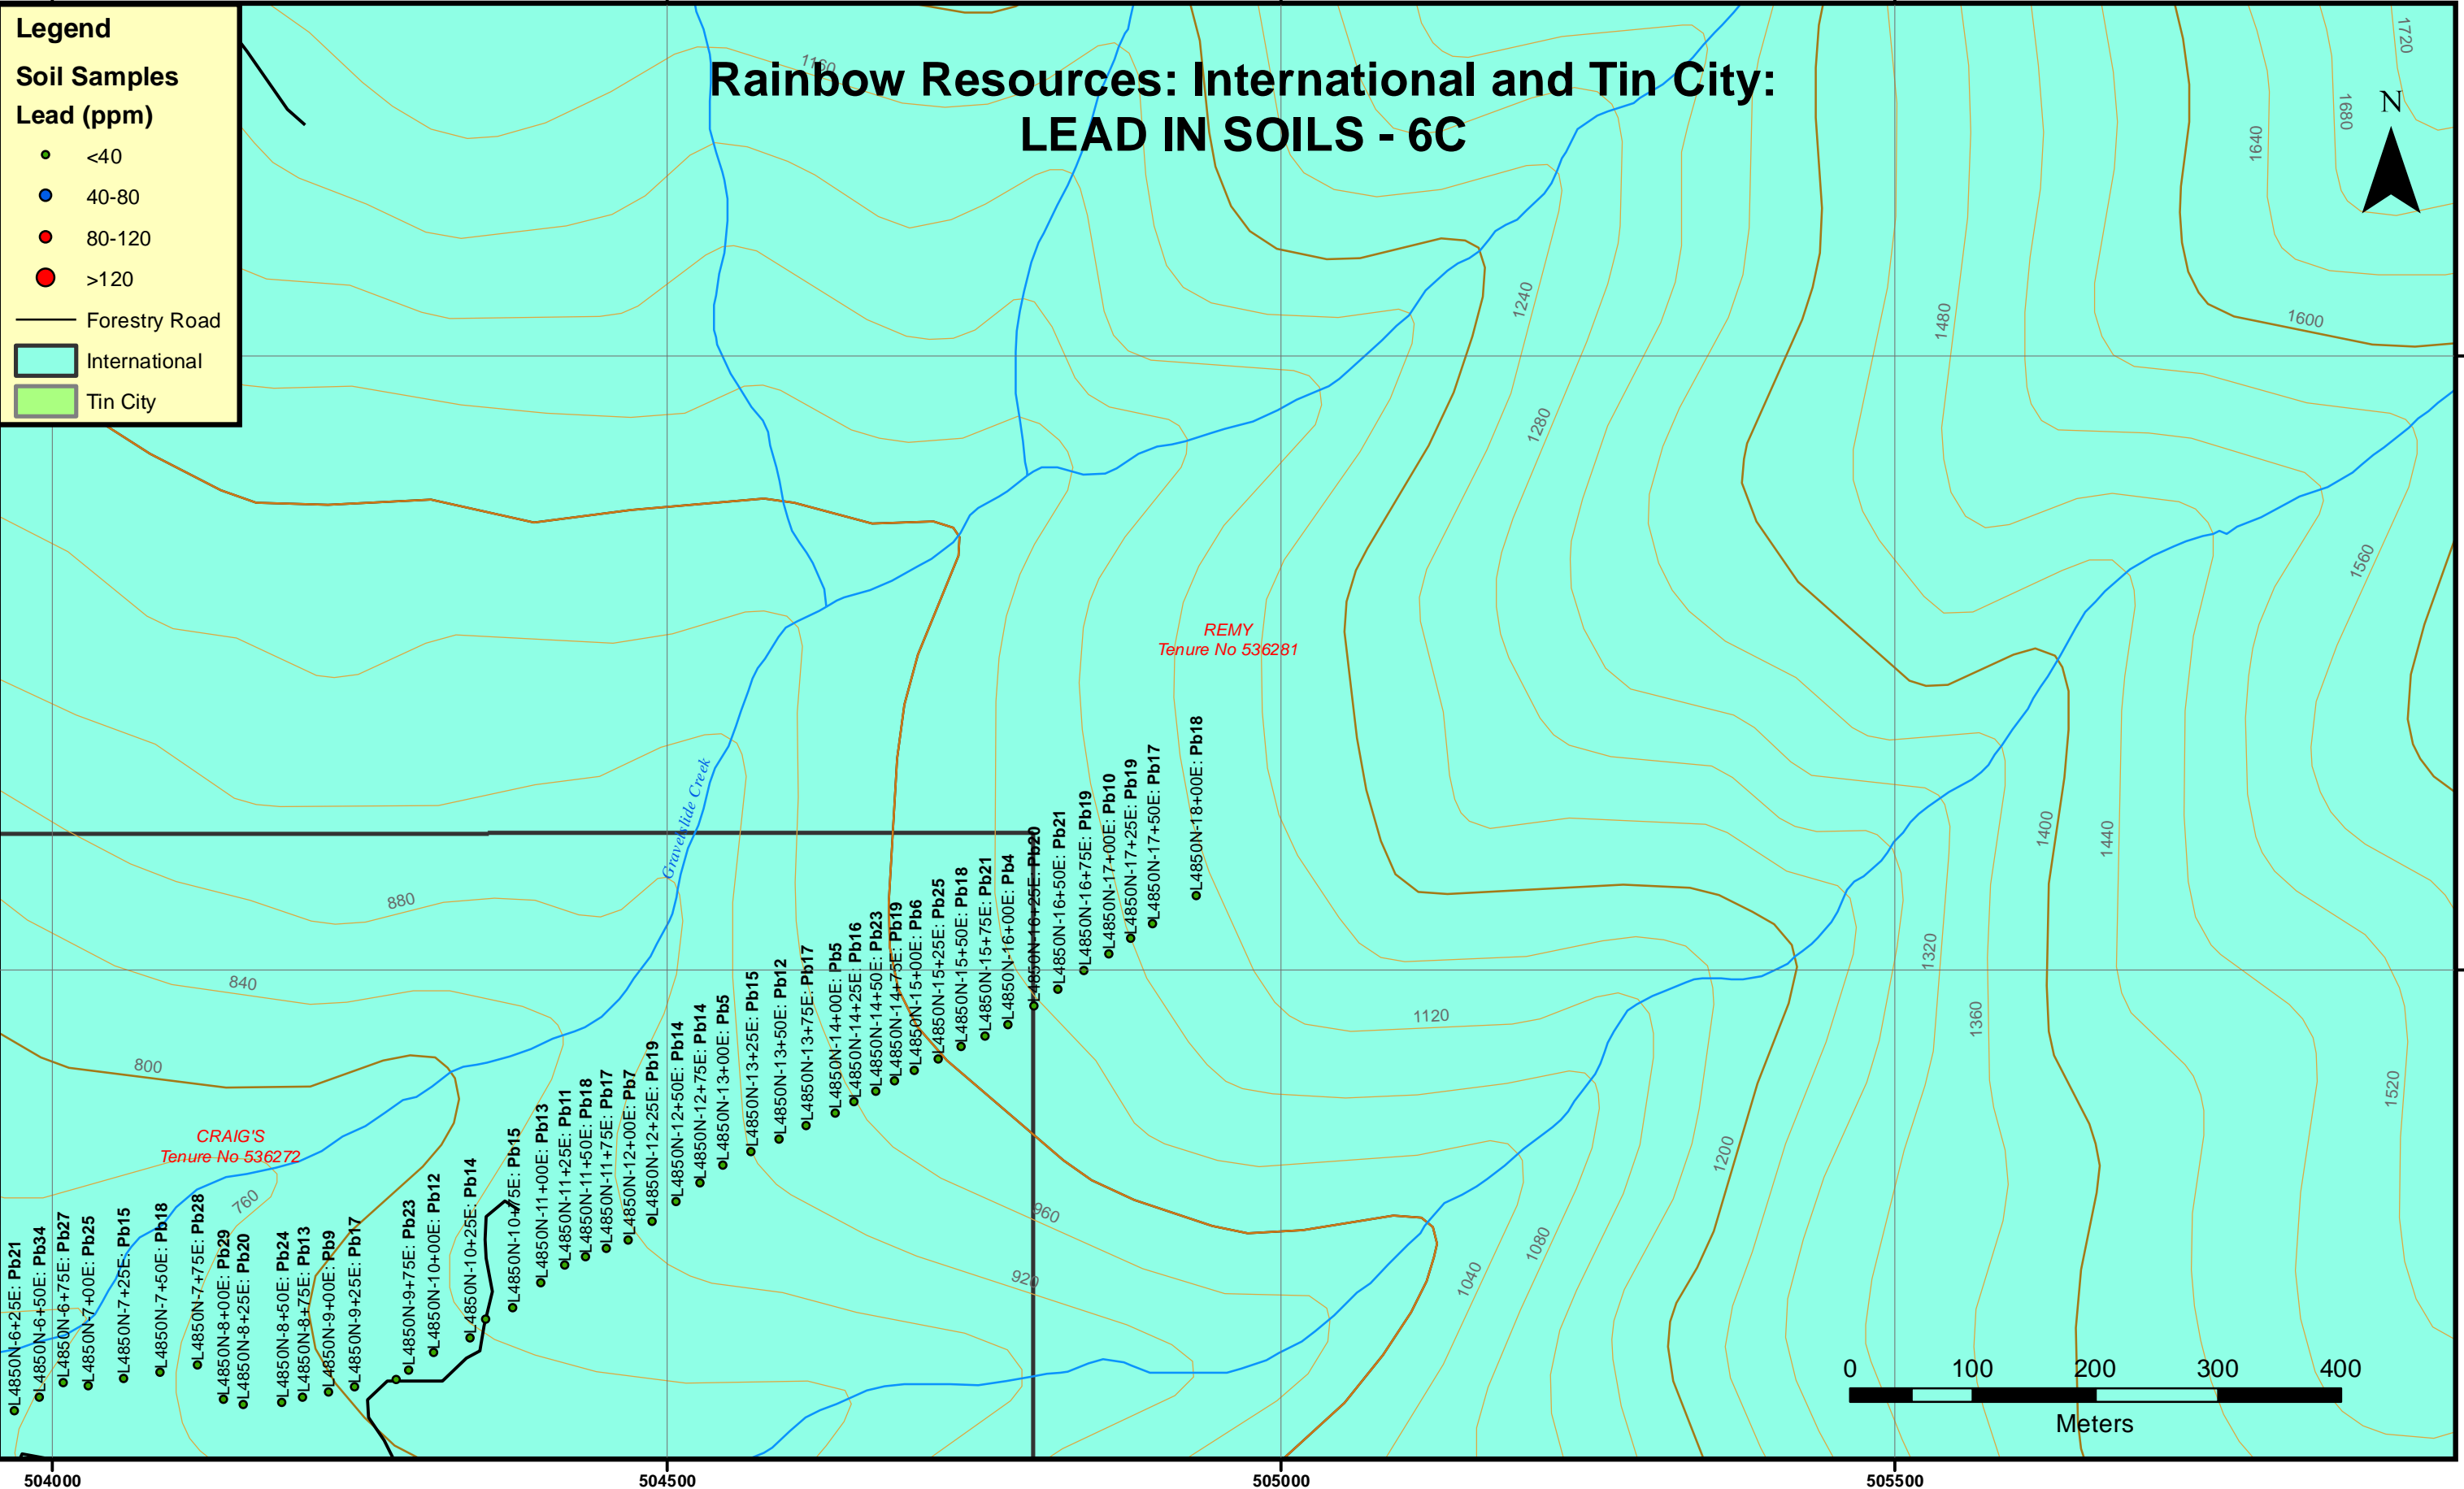 Rainbow Resources: International and Tin City:
LEAD IN SOILS - 6C
Legend
Soil Samples
Lead (ppm)
<40
40-80
80-120
>120
Forestry Road
International
Tin City
N
1160
1720
1680
1640
1600
1240
1480
1280
1560
REMY
Tenure No 536281
Graverslide Creek
880
840
800
760
CRAIG'S
Tenure No 536272
1400
1440
1320
1360
1120
1520
1200
1080
1040
960
920
L4850N-6+25E: Pb21
L4850N-6+50E: Pb34
L4850N-6+75E: Pb27
L4850N-7+00E: Pb25
L4850N-7+25E: Pb15
L4850N-7+50E: Pb18
L4850N-7+75E: Pb28
L4850N-8+00E: Pb29
L4850N-8+25E: Pb20
L4850N-8+50E: Pb24
L4850N-8+75E: Pb13
L4850N-9+00E: Pb9
L4850N-9+25E: Pb17
L4850N-9+75E: Pb23
L4850N-10+00E: Pb12
L4850N-10+25E: Pb14
L4850N-10+75E: Pb15
L4850N-11+00E: Pb13
L4850N-11+25E: Pb11
L4850N-11+50E: Pb18
L4850N-11+75E: Pb17
L4850N-12+00E: Pb7
L4850N-12+25E: Pb19
L4850N-12+50E: Pb14
L4850N-12+75E: Pb14
L4850N-13+00E: Pb5
L4850N-13+25E: Pb15
L4850N-13+50E: Pb12
L4850N-13+75E: Pb17
L4850N-14+00E: Pb5
L4850N-14+25E: Pb16
L4850N-14+50E: Pb23
L4850N-14+75E: Pb19
L4850N-15+00E: Pb6
L4850N-15+25E: Pb25
L4850N-15+50E: Pb18
L4850N-15+75E: Pb21
L4850N-16+00E: Pb4
L4850N-16+25E: Pb20
L4850N-16+50E: Pb21
L4850N-16+75E: Pb19
L4850N-17+00E: Pb10
L4850N-17+25E: Pb19
L4850N-17+50E: Pb17
L4850N-18+00E: Pb18
0 100 200 300 400
Meters
504000 504500 505000 505500